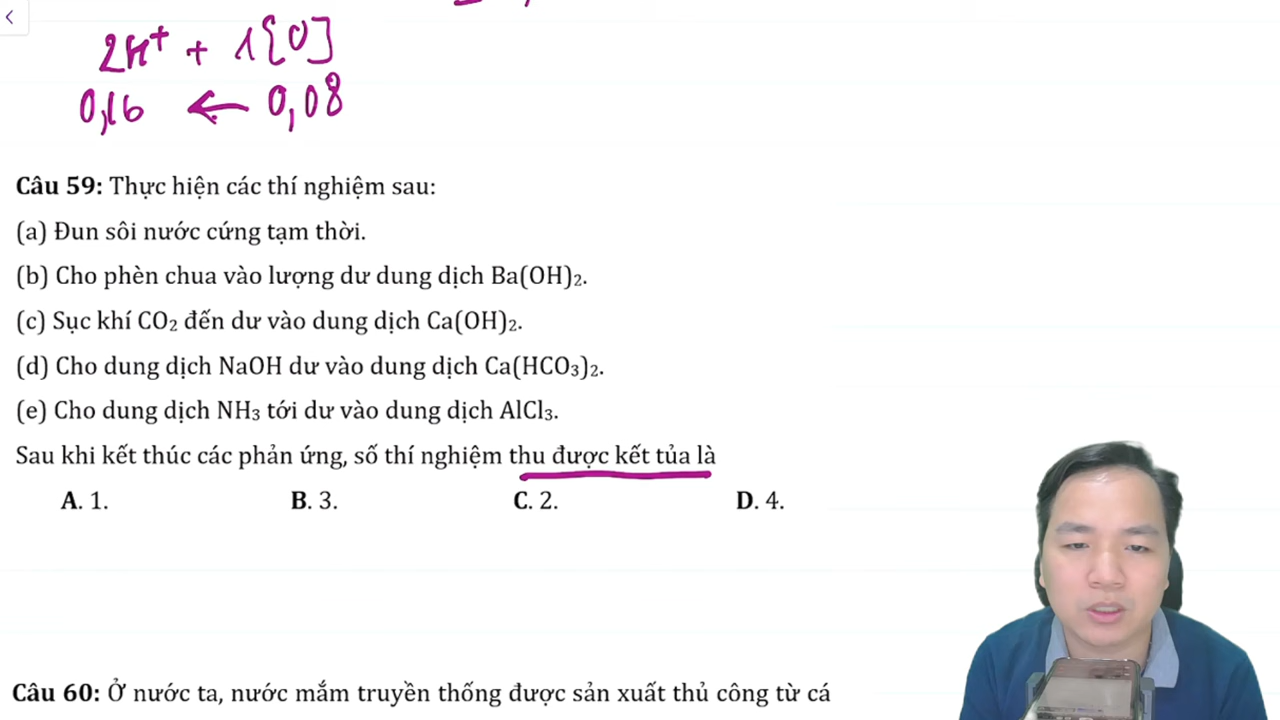 2H⁺ + 1[O]
0,16 ← 0,08
Câu 59: Thực hiện các thí nghiệm sau:
(a) Đun sôi nước cứng tạm thời.
(b) Cho phèn chua vào lượng dư dung dịch Ba(OH)₂.
(c) Sục khí CO₂ đến dư vào dung dịch Ca(OH)₂.
(d) Cho dung dịch NaOH dư vào dung dịch Ca(HCO₃)₂.
(e) Cho dung dịch NH₃ tới dư vào dung dịch AlCl₃.
Sau khi kết thúc các phản ứng, số thí nghiệm thu được kết tủa là
A. 1. B. 3. C. 2. D. 4.
Câu 60: Ở nước ta, nước mắm truyền thống được sản xuất thủ công từ cá